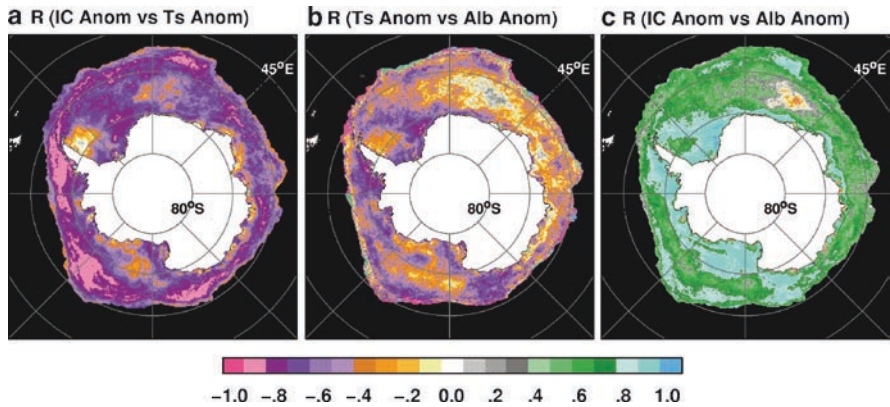 a R (IC Anom vs Ts Anom) b R (Ts Anom vs Alb Anom) c R (IC Anom vs Alb Anom)
45°E 45°E 45°E
80°S 80°S 80°S
-1.0 -.8 -.6 -.4 -.2 0.0 .2 .4 .6 .8 1.0